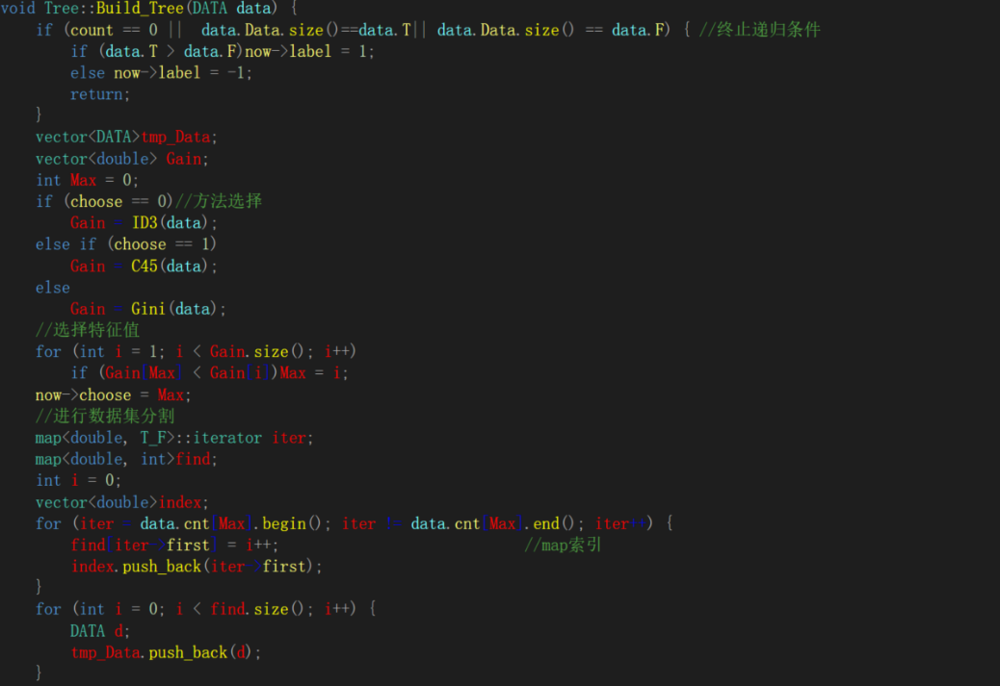 void Tree::Build_Tree(DATA data) {
    if (count == 0 ||  data.Data.size()==data.T|| data.Data.size() == data.F) { //终止递归条件
        if (data.T > data.F)now->label = 1;
        else now->label = -1;
        return;
    }
    vector<DATA>tmp_Data;
    vector<double> Gain;
    int Max = 0;
    if (choose == 0)//方法选择
        Gain = ID3(data);
    else if (choose == 1)
        Gain = C45(data);
    else
        Gain = Gini(data);
    //选择特征值
    for (int i = 1; i < Gain.size(); i++)
        if (Gain[Max] < Gain[i])Max = i;
    now->choose = Max;
    //进行数据集分割
    map<double, T_F>::iterator iter;
    map<double, int>find;
    int i = 0;
    vector<double>index;
    for (iter = data.cnt[Max].begin(); iter != data.cnt[Max].end(); iter++) {
        find[iter->first] = i++;                            //map索引
        index.push_back(iter->first);
    }
    for (int i = 0; i < find.size(); i++) {
        DATA d;
        tmp_Data.push_back(d);
    }